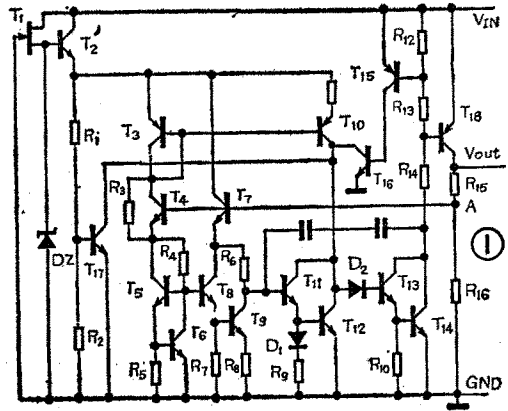 T1
T2
VIN
R12
T15
R1
T3
T10
R13
T18
Vout
T16
R14
R15
R3
T4
T7
A
DZ
T17
R4
R6
1
T5
T8
T11
D2
T13
T6
T9
T12
T14
R16
R2
D1
R5
R7
R8
R9
R10
GND